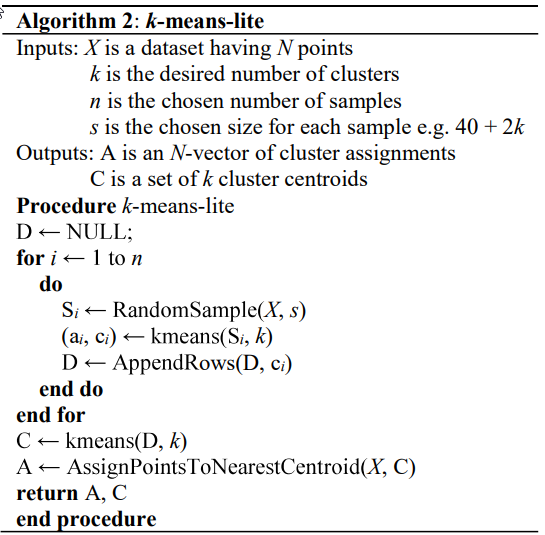 Algorithm 2: k-means-lite
Inputs: X is a dataset having N points
k is the desired number of clusters
n is the chosen number of samples
s is the chosen size for each sample e.g. 40 + 2k
Outputs: A is an N-vector of cluster assignments
C is a set of k cluster centroids
Procedure k-means-lite
D ← NULL;
for i ← 1 to n
do
Sᵢ ← RandomSample(X, s)
(aᵢ, cᵢ) ← kmeans(Sᵢ, k)
D ← AppendRows(D, cᵢ)
end do
end for
C ← kmeans(D, k)
A ← AssignPointsToNearestCentroid(X, C)
return A, C
end procedure